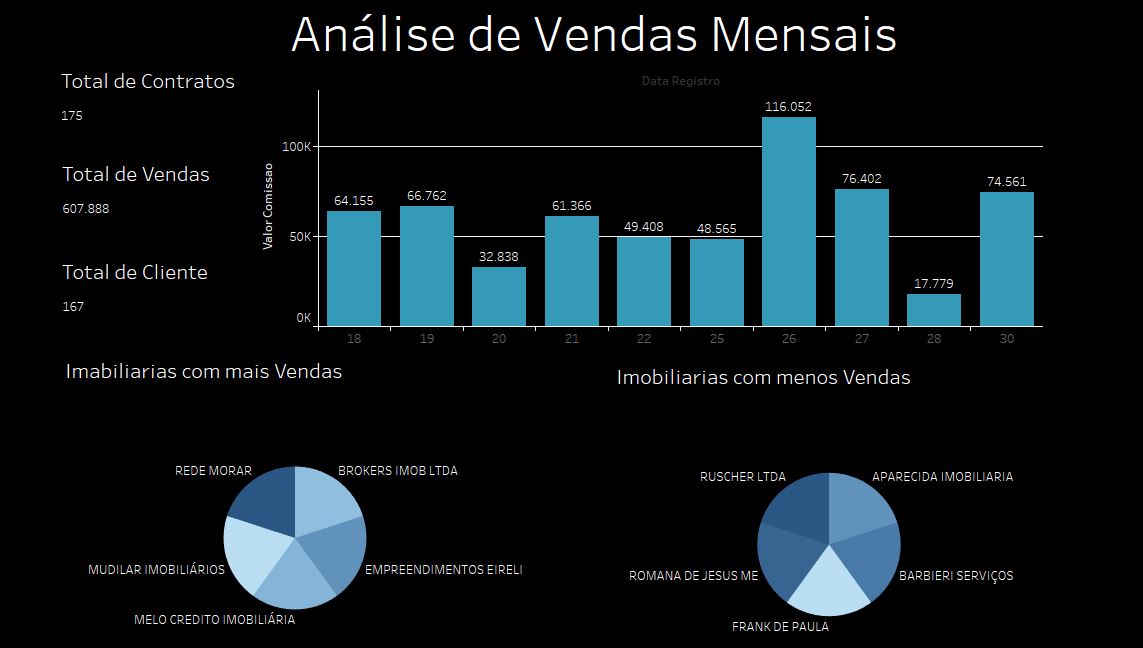 Análise de Vendas Mensais
Total de Contratos
175
Total de Vendas
607.888
Total de Cliente
167
Data Registro
Valor Comissao
100K
50K
0K
64.155
66.762
32.838
61.366
49.408
48.565
116.052
76.402
17.779
74.561
18
19
20
21
22
25
26
27
28
30
Imabiliarias com mais Vendas
REDE MORAR
BROKERS IMOB LTDA
MUDILAR IMOBILIÁRIOS
EMPREENDIMENTOS EIRELI
MELO CREDITO IMOBILIÁRIA
Imobiliarias com menos Vendas
RUSCHER LTDA
APARECIDA IMOBILIARIA
ROMANA DE JESUS ME
BARBIERI SERVIÇOS
FRANK DE PAULA